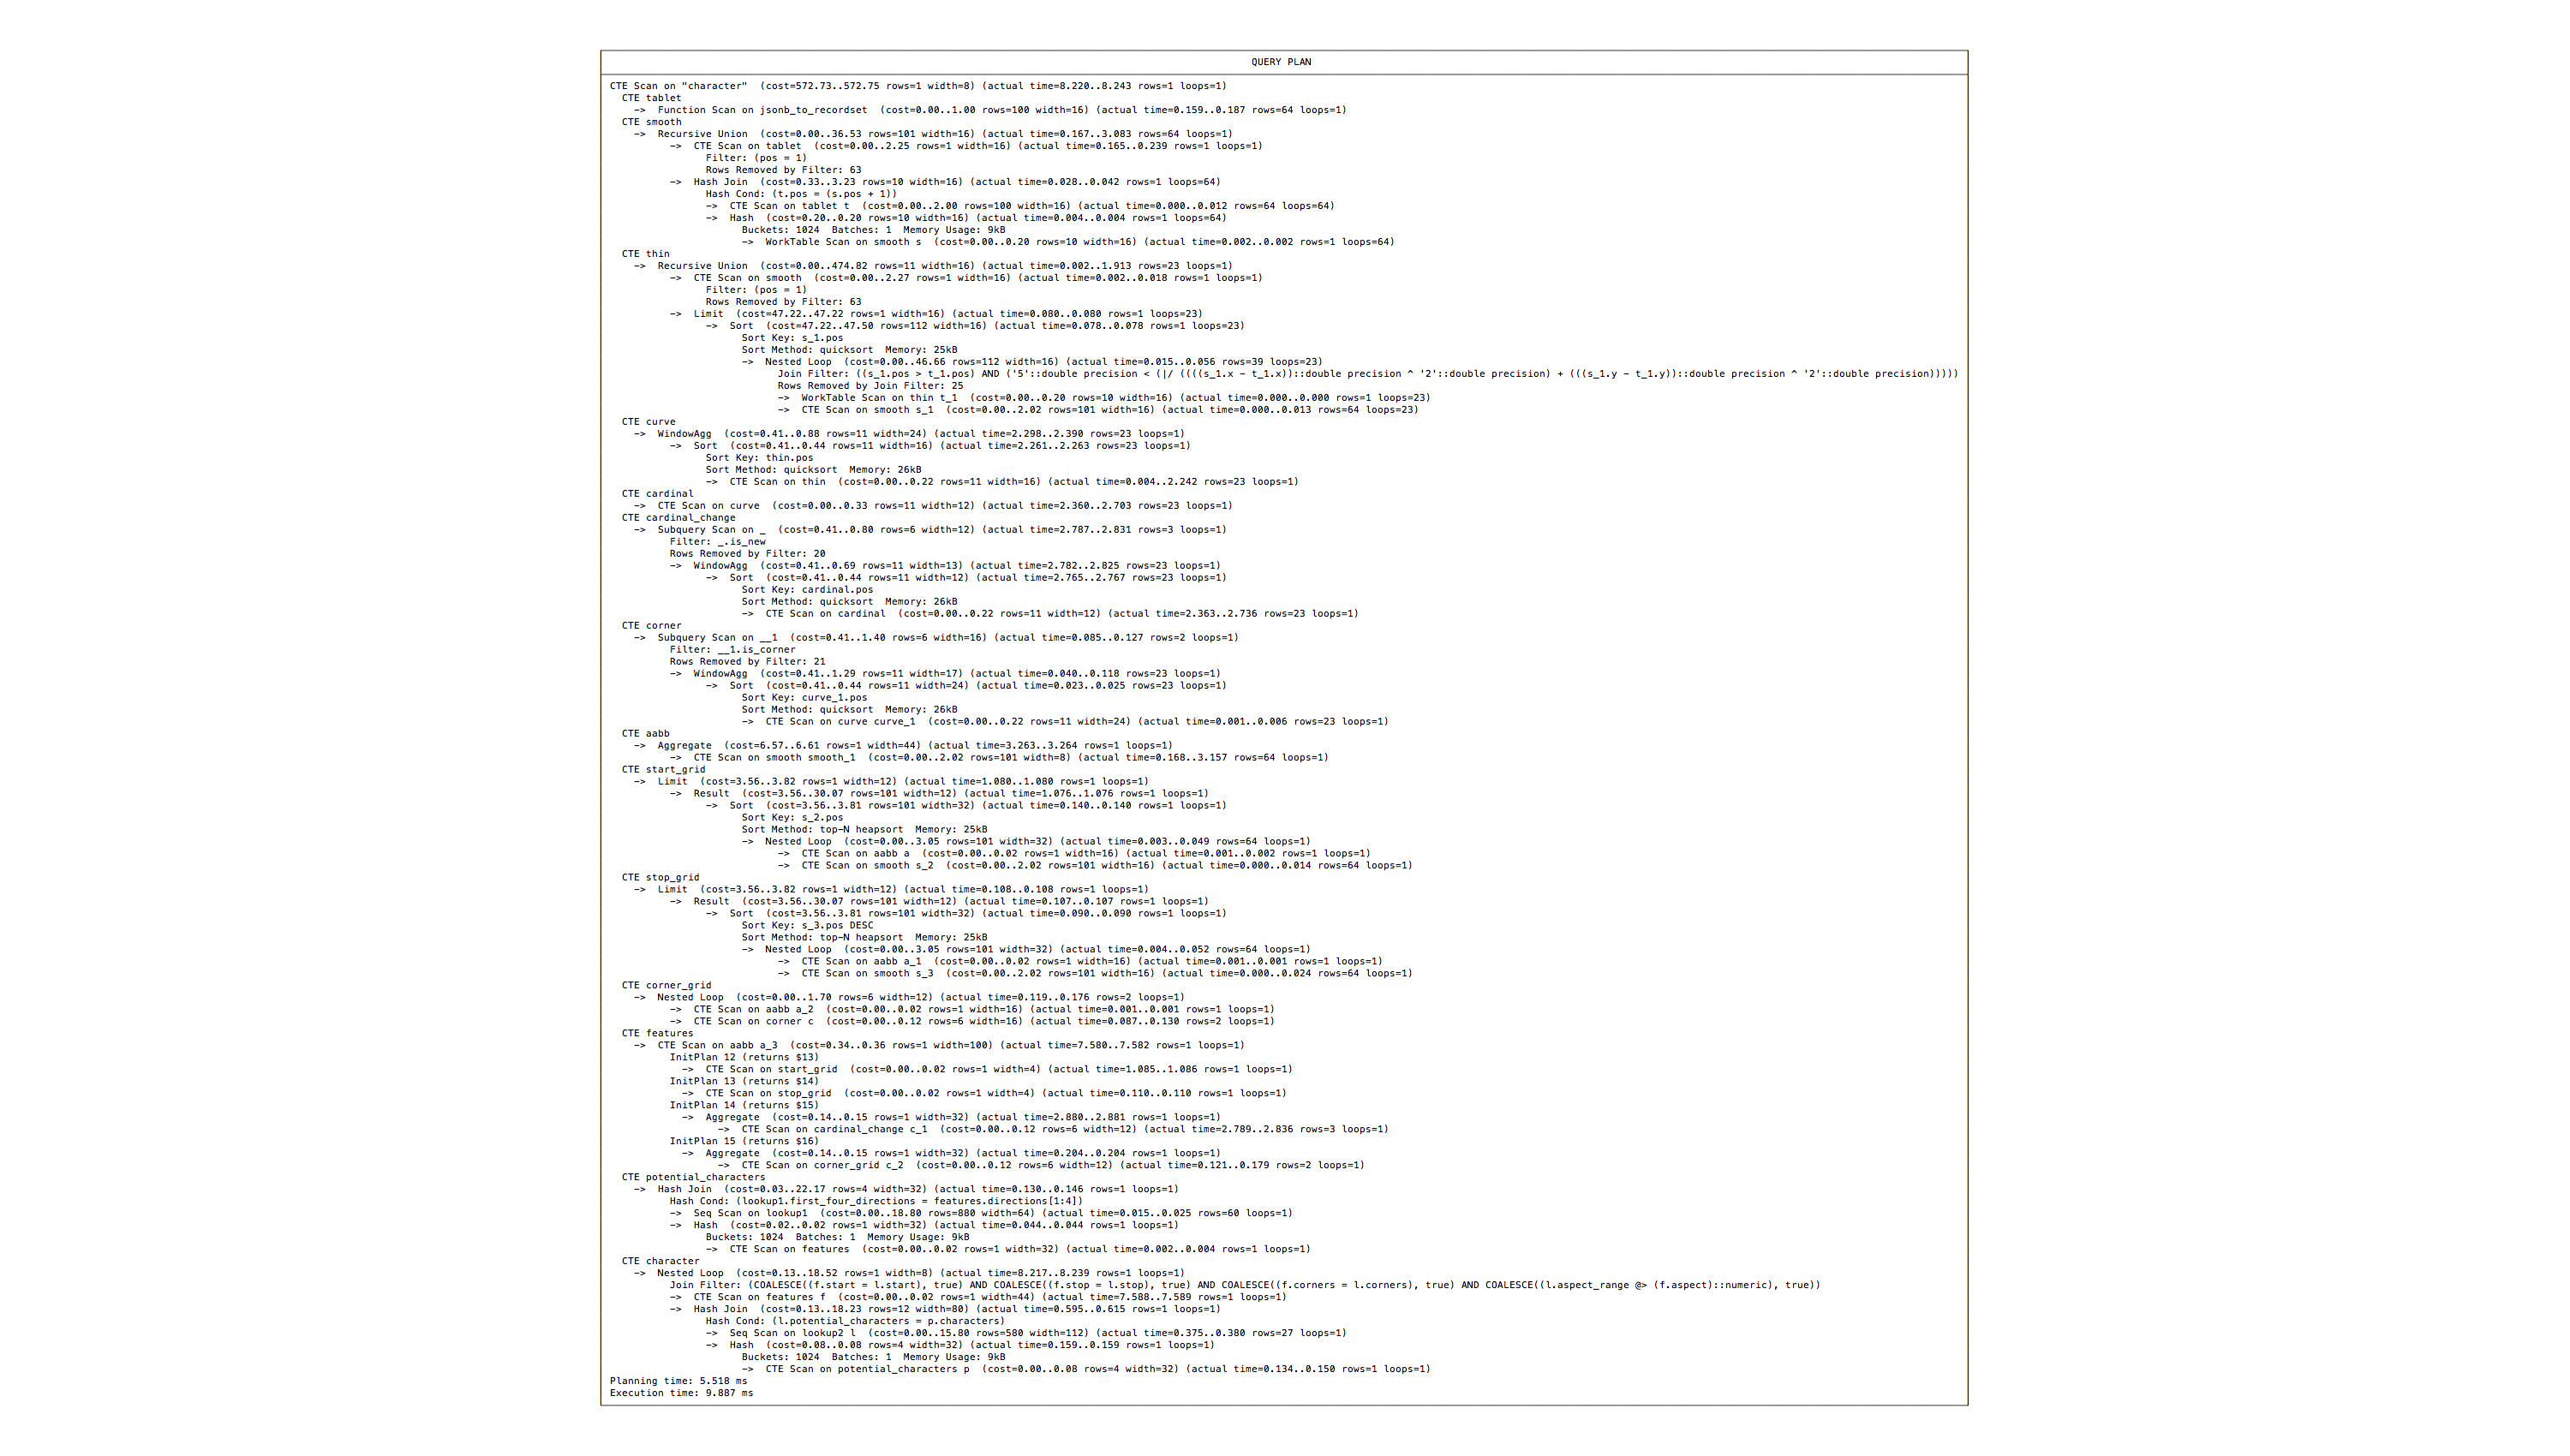 QUERY PLAN
CTE Scan on "character"  (cost=572.73..572.75 rows=1 width=8) (actual time=8.220..8.243 rows=1 loops=1)
  CTE tablet
    ->  Function Scan on jsonb_to_recordset  (cost=0.00..1.00 rows=100 width=16) (actual time=0.159..0.187 rows=64 loops=1)
  CTE smooth
    ->  Recursive Union  (cost=0.00..36.53 rows=101 width=16) (actual time=0.167..3.083 rows=64 loops=1)
          ->  CTE Scan on tablet  (cost=0.00..2.25 rows=1 width=16) (actual time=0.165..0.239 rows=1 loops=1)
                Filter: (pos = 1)
                Rows Removed by Filter: 63
          ->  Hash Join  (cost=0.33..3.23 rows=10 width=16) (actual time=0.028..0.042 rows=1 loops=64)
                Hash Cond: (t.pos = (s.pos + 1))
                ->  CTE Scan on tablet t  (cost=0.00..2.00 rows=100 width=16) (actual time=0.000..0.012 rows=64 loops=64)
                ->  Hash  (cost=0.20..0.20 rows=10 width=16) (actual time=0.004..0.004 rows=1 loops=64)
                      Buckets: 1024  Batches: 1  Memory Usage: 9kB
                      ->  WorkTable Scan on smooth s  (cost=0.00..0.20 rows=10 width=16) (actual time=0.002..0.002 rows=1 loops=64)
  CTE thin
    ->  Recursive Union  (cost=0.00..474.82 rows=11 width=16) (actual time=0.002..1.913 rows=23 loops=1)
          ->  CTE Scan on smooth  (cost=0.00..2.27 rows=1 width=16) (actual time=0.002..0.018 rows=1 loops=1)
                Filter: (pos = 1)
                Rows Removed by Filter: 63
          ->  Limit  (cost=47.22..47.22 rows=1 width=16) (actual time=0.080..0.080 rows=1 loops=23)
                ->  Sort  (cost=47.22..47.50 rows=112 width=16) (actual time=0.078..0.078 rows=1 loops=23)
                      Sort Key: s_1.pos
                      Sort Method: quicksort  Memory: 25kB
                      ->  Nested Loop  (cost=0.00..46.66 rows=112 width=16) (actual time=0.015..0.056 rows=39 loops=23)
                            Join Filter: ((s_1.pos > t_1.pos) AND ('5'::double precision < (|/ ((((s_1.x - t_1.x))::double precision ^ '2'::double precision) + (((s_1.y - t_1.y))::double precision ^ '2'::double precision)))))
                            Rows Removed by Join Filter: 25
                            ->  WorkTable Scan on thin t_1  (cost=0.00..0.20 rows=10 width=16) (actual time=0.000..0.000 rows=1 loops=23)
                            ->  CTE Scan on smooth s_1  (cost=0.00..2.02 rows=101 width=16) (actual time=0.000..0.013 rows=64 loops=23)
  CTE curve
    ->  WindowAgg  (cost=0.41..0.88 rows=11 width=24) (actual time=2.298..2.390 rows=23 loops=1)
          ->  Sort  (cost=0.41..0.44 rows=11 width=16) (actual time=2.261..2.263 rows=23 loops=1)
                Sort Key: thin.pos
                Sort Method: quicksort  Memory: 26kB
                ->  CTE Scan on thin  (cost=0.00..0.22 rows=11 width=16) (actual time=0.004..2.242 rows=23 loops=1)
  CTE cardinal
    ->  CTE Scan on curve  (cost=0.00..0.33 rows=11 width=12) (actual time=2.360..2.703 rows=23 loops=1)
  CTE cardinal_change
    ->  Subquery Scan on _  (cost=0.41..0.80 rows=6 width=12) (actual time=2.787..2.831 rows=3 loops=1)
          Filter: _.is_new
          Rows Removed by Filter: 20
          ->  WindowAgg  (cost=0.41..0.69 rows=11 width=13) (actual time=2.782..2.825 rows=23 loops=1)
                ->  Sort  (cost=0.41..0.44 rows=11 width=12) (actual time=2.765..2.767 rows=23 loops=1)
                      Sort Key: cardinal.pos
                      Sort Method: quicksort  Memory: 26kB
                      ->  CTE Scan on cardinal  (cost=0.00..0.22 rows=11 width=12) (actual time=2.363..2.736 rows=23 loops=1)
  CTE corner
    ->  Subquery Scan on __1  (cost=0.41..1.40 rows=6 width=16) (actual time=0.085..0.127 rows=2 loops=1)
          Filter: __1.is_corner
          Rows Removed by Filter: 21
          ->  WindowAgg  (cost=0.41..1.29 rows=11 width=17) (actual time=0.040..0.118 rows=23 loops=1)
                ->  Sort  (cost=0.41..0.44 rows=11 width=24) (actual time=0.023..0.025 rows=23 loops=1)
                      Sort Key: curve_1.pos
                      Sort Method: quicksort  Memory: 26kB
                      ->  CTE Scan on curve curve_1  (cost=0.00..0.22 rows=11 width=24) (actual time=0.001..0.006 rows=23 loops=1)
  CTE aabb
    ->  Aggregate  (cost=6.57..6.61 rows=1 width=44) (actual time=3.263..3.264 rows=1 loops=1)
          ->  CTE Scan on smooth smooth_1  (cost=0.00..2.02 rows=101 width=8) (actual time=0.168..3.157 rows=64 loops=1)
  CTE start_grid
    ->  Limit  (cost=3.56..3.82 rows=1 width=12) (actual time=1.080..1.080 rows=1 loops=1)
          ->  Result  (cost=3.56..30.07 rows=101 width=12) (actual time=1.076..1.076 rows=1 loops=1)
                ->  Sort  (cost=3.56..3.81 rows=101 width=32) (actual time=0.140..0.140 rows=1 loops=1)
                      Sort Key: s_2.pos
                      Sort Method: top-N heapsort  Memory: 25kB
                      ->  Nested Loop  (cost=0.00..3.05 rows=101 width=32) (actual time=0.003..0.049 rows=64 loops=1)
                            ->  CTE Scan on aabb a  (cost=0.00..0.02 rows=1 width=16) (actual time=0.001..0.002 rows=1 loops=1)
                            ->  CTE Scan on smooth s_2  (cost=0.00..2.02 rows=101 width=16) (actual time=0.000..0.014 rows=64 loops=1)
  CTE stop_grid
    ->  Limit  (cost=3.56..3.82 rows=1 width=12) (actual time=0.108..0.108 rows=1 loops=1)
          ->  Result  (cost=3.56..30.07 rows=101 width=12) (actual time=0.107..0.107 rows=1 loops=1)
                ->  Sort  (cost=3.56..3.81 rows=101 width=32) (actual time=0.090..0.090 rows=1 loops=1)
                      Sort Key: s_3.pos DESC
                      Sort Method: top-N heapsort  Memory: 25kB
                      ->  Nested Loop  (cost=0.00..3.05 rows=101 width=32) (actual time=0.004..0.052 rows=64 loops=1)
                            ->  CTE Scan on aabb a_1  (cost=0.00..0.02 rows=1 width=16) (actual time=0.001..0.001 rows=1 loops=1)
                            ->  CTE Scan on smooth s_3  (cost=0.00..2.02 rows=101 width=16) (actual time=0.000..0.024 rows=64 loops=1)
  CTE corner_grid
    ->  Nested Loop  (cost=0.00..1.70 rows=6 width=12) (actual time=0.119..0.176 rows=2 loops=1)
          ->  CTE Scan on aabb a_2  (cost=0.00..0.02 rows=1 width=16) (actual time=0.001..0.001 rows=1 loops=1)
          ->  CTE Scan on corner c  (cost=0.00..0.12 rows=6 width=16) (actual time=0.087..0.130 rows=2 loops=1)
  CTE features
    ->  CTE Scan on aabb a_3  (cost=0.34..0.36 rows=1 width=100) (actual time=7.580..7.582 rows=1 loops=1)
          InitPlan 12 (returns $13)
            ->  CTE Scan on start_grid  (cost=0.00..0.02 rows=1 width=4) (actual time=1.085..1.086 rows=1 loops=1)
          InitPlan 13 (returns $14)
            ->  CTE Scan on stop_grid  (cost=0.00..0.02 rows=1 width=4) (actual time=0.110..0.110 rows=1 loops=1)
          InitPlan 14 (returns $15)
            ->  Aggregate  (cost=0.14..0.15 rows=1 width=32) (actual time=2.880..2.881 rows=1 loops=1)
                  ->  CTE Scan on cardinal_change c_1  (cost=0.00..0.12 rows=6 width=12) (actual time=2.789..2.836 rows=3 loops=1)
          InitPlan 15 (returns $16)
            ->  Aggregate  (cost=0.14..0.15 rows=1 width=32) (actual time=0.204..0.204 rows=1 loops=1)
                  ->  CTE Scan on corner_grid c_2  (cost=0.00..0.12 rows=6 width=12) (actual time=0.121..0.179 rows=2 loops=1)
  CTE potential_characters
    ->  Hash Join  (cost=0.03..22.17 rows=4 width=32) (actual time=0.130..0.146 rows=1 loops=1)
          Hash Cond: (lookup1.first_four_directions = features.directions[1:4])
          ->  Seq Scan on lookup1  (cost=0.00..18.80 rows=880 width=64) (actual time=0.015..0.025 rows=60 loops=1)
          ->  Hash  (cost=0.02..0.02 rows=1 width=32) (actual time=0.044..0.044 rows=1 loops=1)
                Buckets: 1024  Batches: 1  Memory Usage: 9kB
                ->  CTE Scan on features  (cost=0.00..0.02 rows=1 width=32) (actual time=0.002..0.004 rows=1 loops=1)
  CTE character
    ->  Nested Loop  (cost=0.13..18.52 rows=1 width=8) (actual time=8.217..8.239 rows=1 loops=1)
          Join Filter: (COALESCE((f.start = l.start), true) AND COALESCE((f.stop = l.stop), true) AND COALESCE((f.corners = l.corners), true) AND COALESCE((l.aspect_range @> (f.aspect)::numeric), true))
          ->  CTE Scan on features f  (cost=0.00..0.02 rows=1 width=44) (actual time=7.588..7.589 rows=1 loops=1)
          ->  Hash Join  (cost=0.13..18.23 rows=12 width=80) (actual time=0.595..0.615 rows=1 loops=1)
                Hash Cond: (l.potential_characters = p.characters)
                ->  Seq Scan on lookup2 l  (cost=0.00..15.80 rows=580 width=112) (actual time=0.375..0.380 rows=27 loops=1)
                ->  Hash  (cost=0.08..0.08 rows=4 width=32) (actual time=0.159..0.159 rows=1 loops=1)
                      Buckets: 1024  Batches: 1  Memory Usage: 9kB
                      ->  CTE Scan on potential_characters p  (cost=0.00..0.08 rows=4 width=32) (actual time=0.134..0.150 rows=1 loops=1)
Planning time: 5.518 ms
Execution time: 9.887 ms